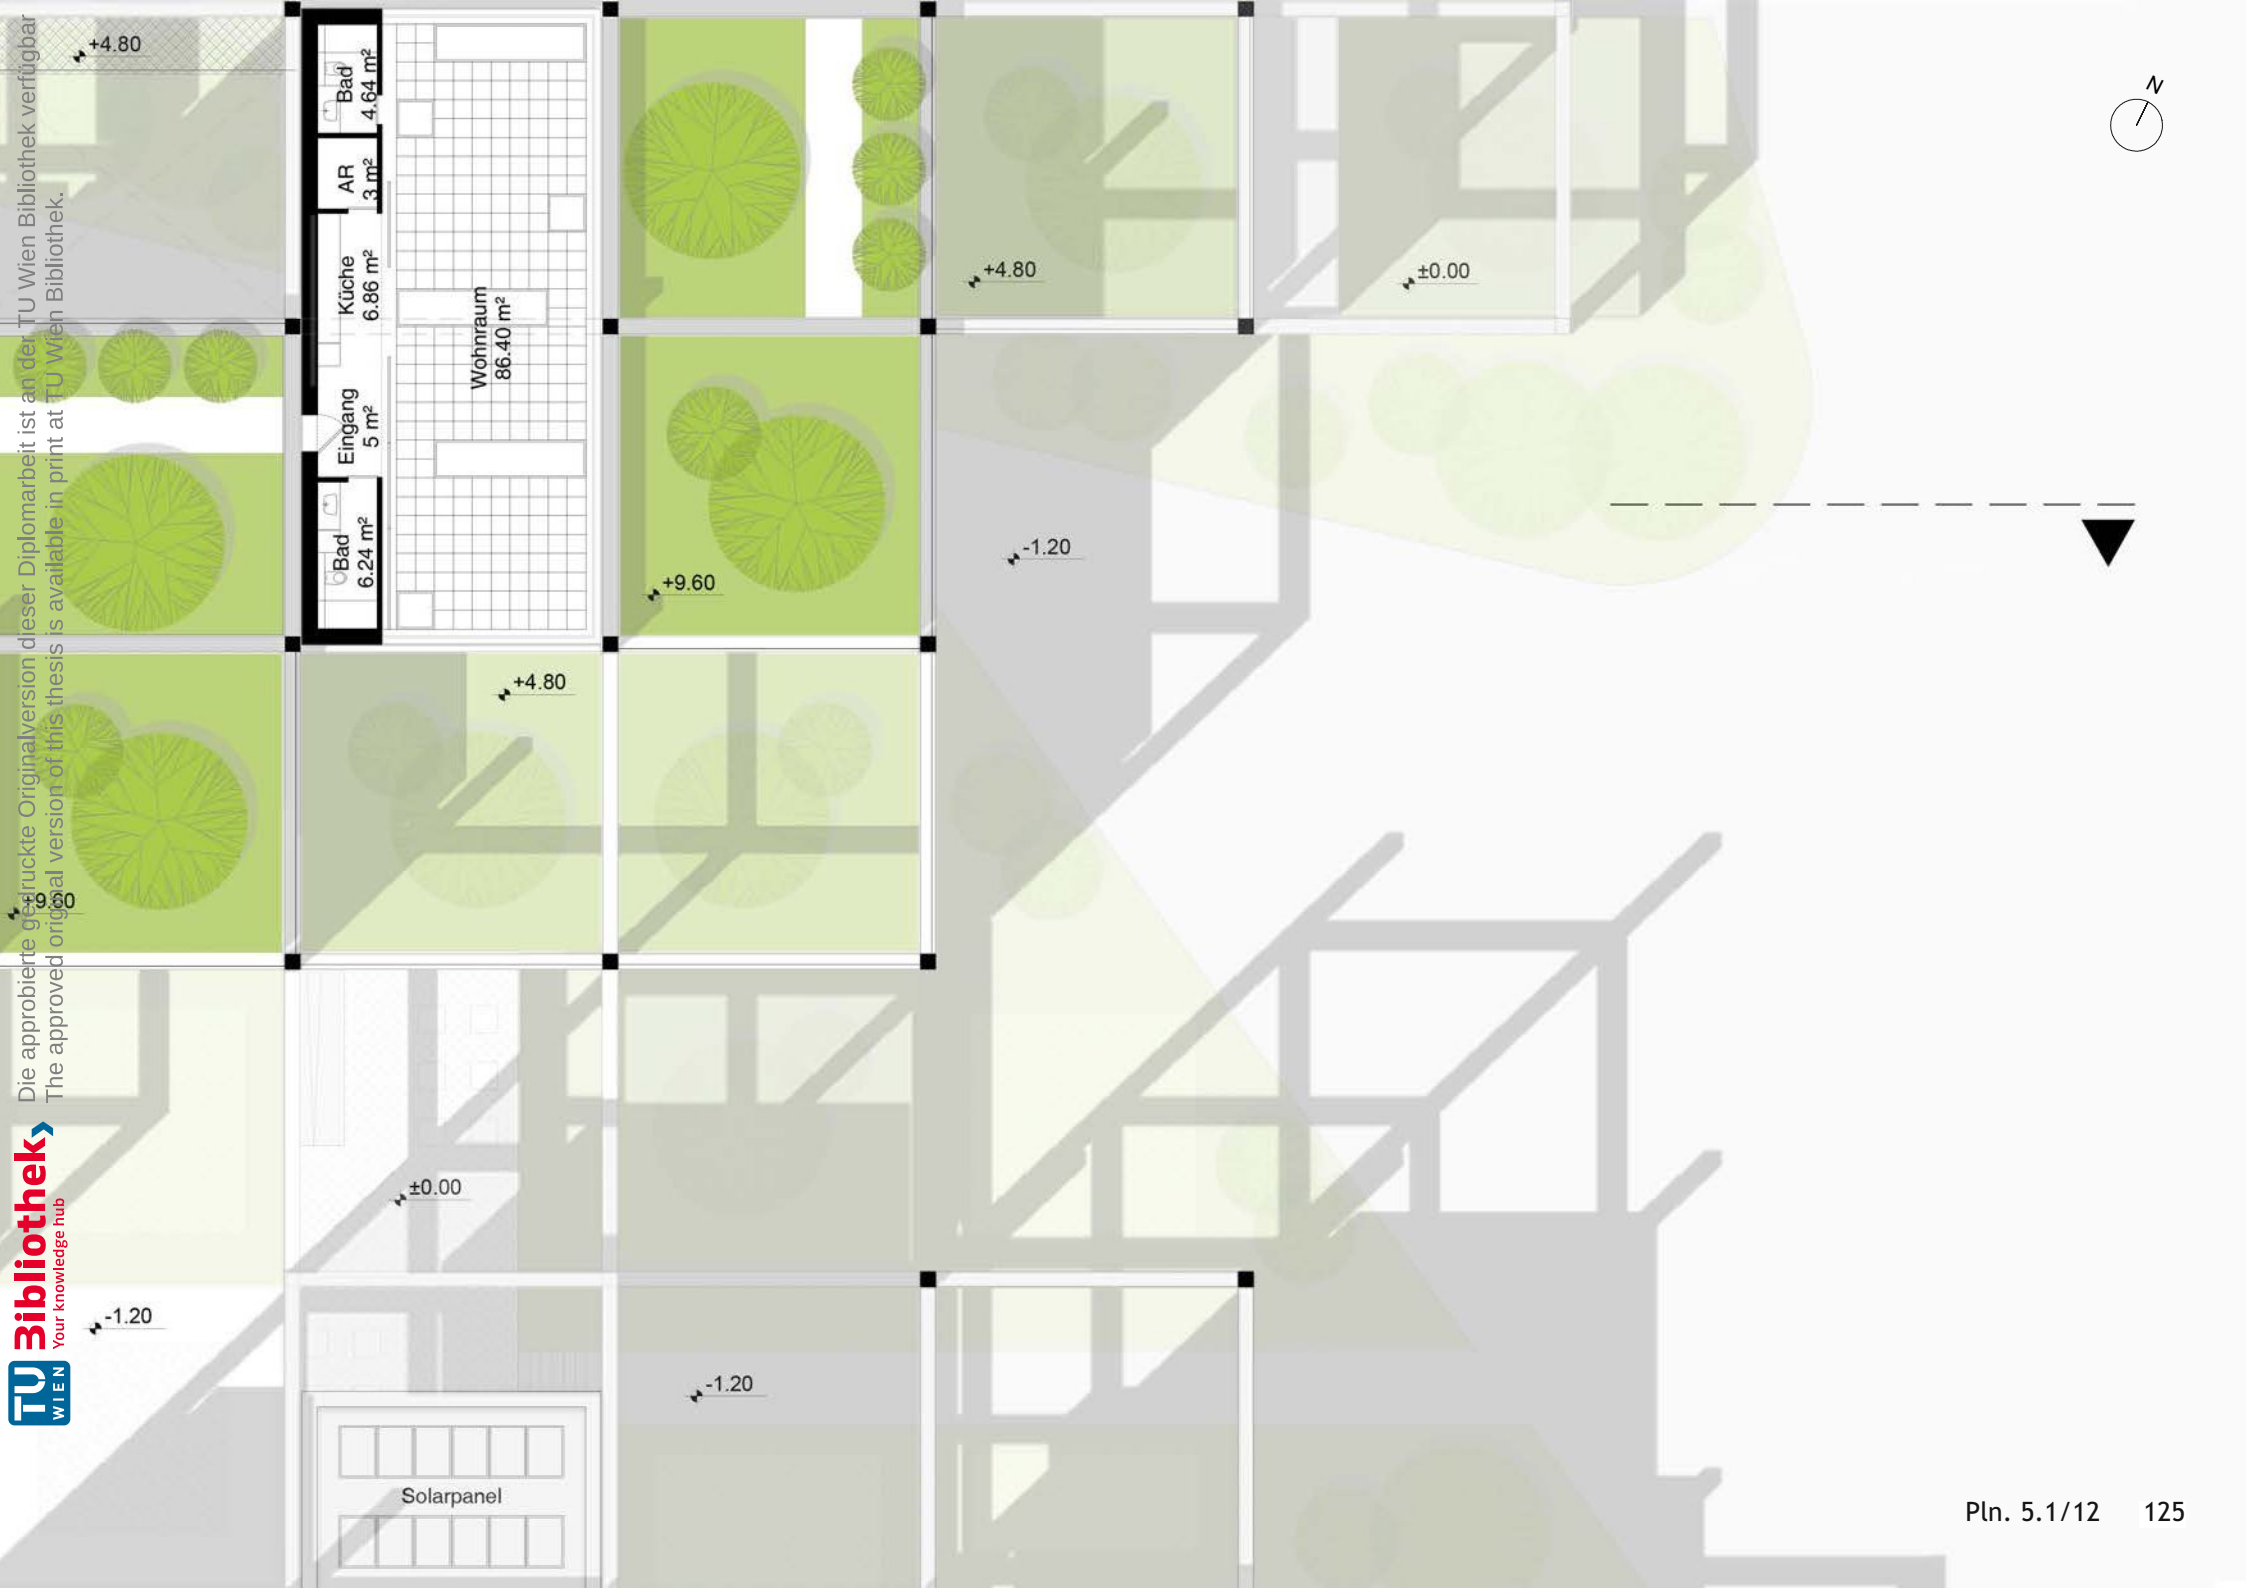 +4.80
Bad
4.64 m²
AR
3 m²
Küche
6.86 m²
Eingang
5 m²
Bad
6.24 m²
Wohnraum
86.40 m²
+4.80
±0.00
N
-1.20
+9.60
+4.80
+9.60
±0.00
-1.20
-1.20
Solarpanel
Die approbierte gedruckte Originalversion dieser Diplomarbeit ist an der TU Wien Bibliothek verfügbar
The approved original version of this thesis is available in print at TU Wien Bibliothek.
Bibliothek
Your knowledge hub
TU
WIEN
Pln. 5.1/12 125